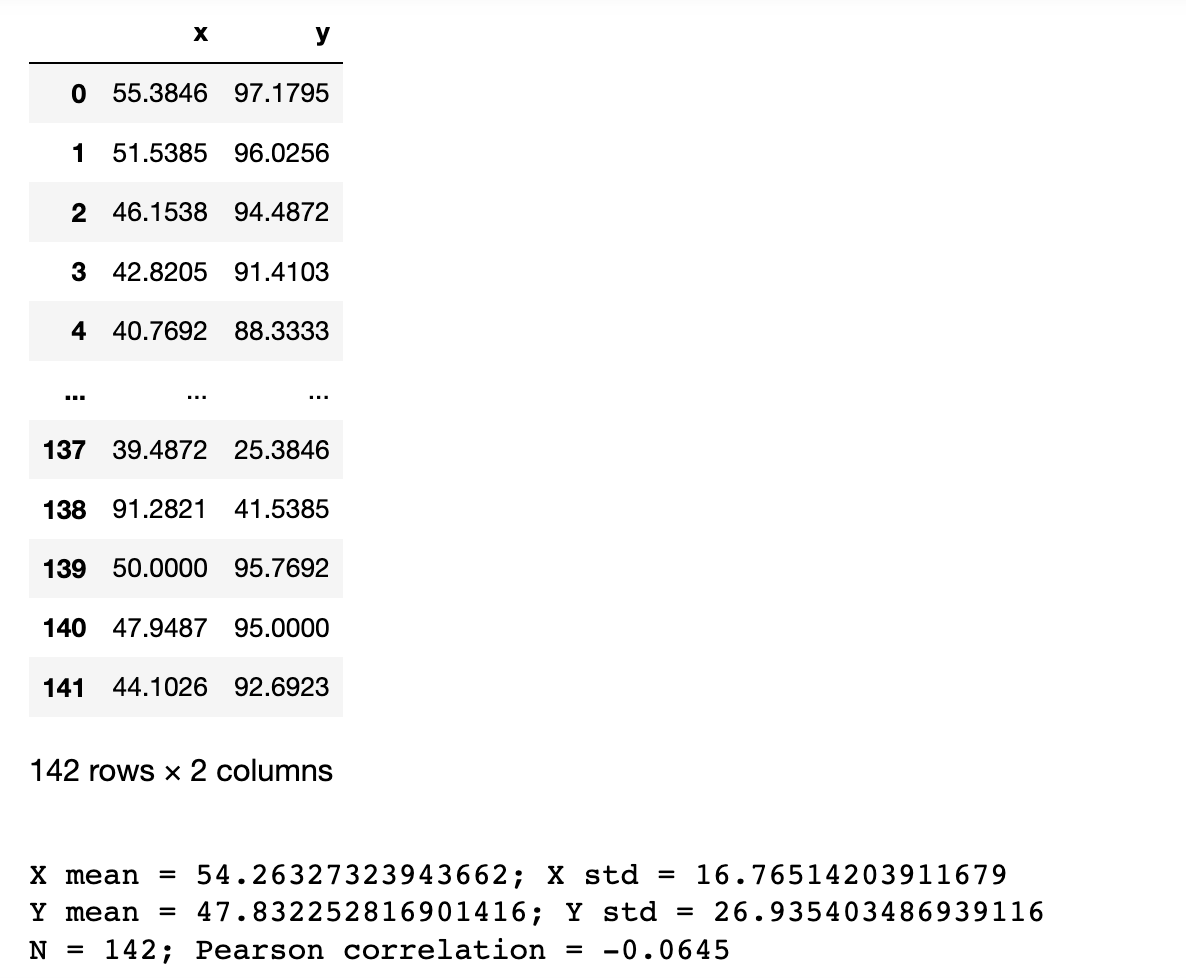 x y
0 55.3846 97.1795
1 51.5385 96.0256
2 46.1538 94.4872
3 42.8205 91.4103
4 40.7692 88.3333
... ... ...
137 39.4872 25.3846
138 91.2821 41.5385
139 50.0000 95.7692
140 47.9487 95.0000
141 44.1026 92.6923
142 rows × 2 columns
X mean = 54.26327323943662; X std = 16.76514203911679
Y mean = 47.832252816901416; Y std = 26.935403486939116
N = 142; Pearson correlation = -0.0645